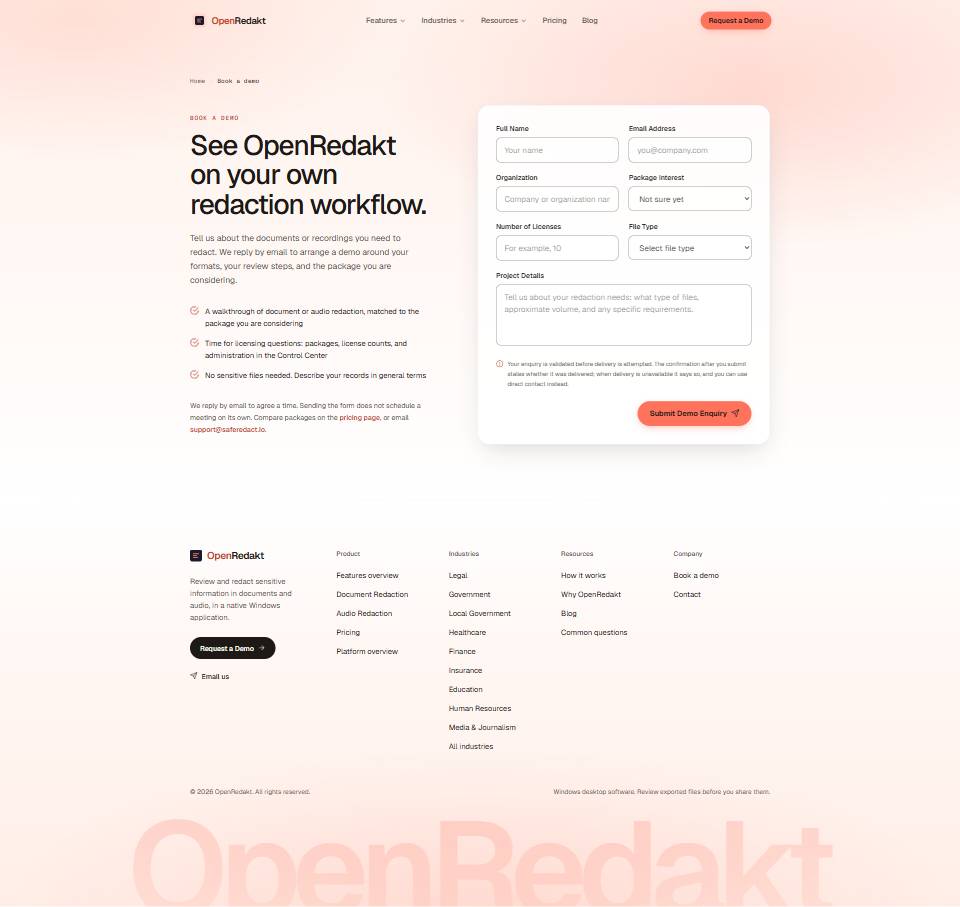 OpenRedakt
Features
Industries
Resources
Pricing
Blog
Request a Demo
Home
Book a demo
BOOK A DEMO
See OpenRedakt
on your own
redaction workflow.
Tell us about the documents or recordings you need to
redact. We reply by email to arrange a demo around your
formats, your review steps, and the package you are
considering.
A walkthrough of document or audio redaction, matched to the
package you are considering
Time for licensing questions: packages, license counts, and
administration in the Control Center
No sensitive files needed. Describe your records in general terms
We reply by email to agree a time. Sending the form does not schedule a
meeting on its own. Compare packages on the pricing page, or email
support@saferedact.io.
Full Name
Email Address
Your name
you@company.com
Organization
Package Interest
Company or organization nar
Not sure yet
Number of Licenses
File Type
For example, 10
Select file type
Project Details
Tell us about your redaction needs: what type of files,
approximate volume, and any specific requirements.
Your enquiry is validated before delivery is attempted. The confirmation after you submit
states whether it was delivered; when delivery is unavailable it says so, and you can use
direct contact instead.
Submit Demo Enquiry
OpenRedakt
Review and redact sensitive
information in documents and
audio, in a native Windows
application.
Request a Demo
Email us
Product
Features overview
Document Redaction
Audio Redaction
Pricing
Platform overview
Industries
Legal
Government
Local Government
Healthcare
Finance
Insurance
Education
Human Resources
Media & Journalism
All industries
Resources
How it works
Why OpenRedakt
Blog
Common questions
Company
Book a demo
Contact
© 2026 OpenRedakt. All rights reserved.
Windows desktop software. Review exported files before you share them.
OpenRedakt